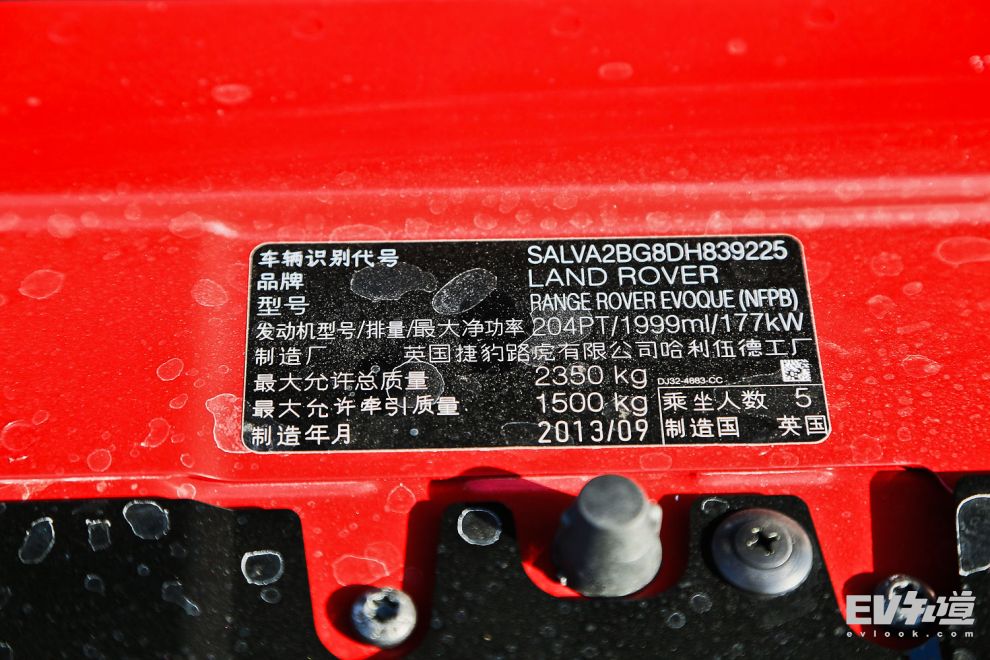 车辆识别代号 SALVA2BG8DH839225
品牌 LAND ROVER
型号 RANGE ROVER EVOQUE (NFPB)
发动机型号/排量/最大净功率 204PT/1999ml/177kW
制造厂 英国捷豹路虎有限公司哈利伍德工厂
最大允许总质量 2350 kg DJ32-4883-CC
最大允许牵引质量 1500 kg 乘坐人数 5
制造年月 2013/09 制造国 英国
EV知道
evlook.com